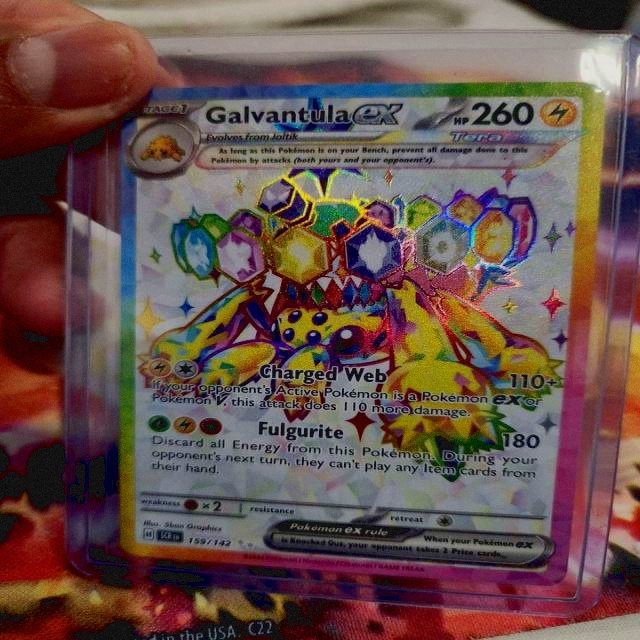 STAGE 1
Galvantula ex
HP 260
Evolves from Joltik
Tera
As long as this Pokémon is on your Bench, prevent all damage done to this
Pokémon by attacks (both yours and your opponent's).
Charged Web 110+
If your opponent's Active Pokémon is a Pokémon ex or
Pokémon V, this attack does 110 more damage.
Fulgurite 180
Discard all Energy from this Pokémon. During your
opponent's next turn, they can't play any Item cards from
their hand.
weakness ×2 resistance retreat
Illus. 5ban Graphics
Pokémon ex rule
When your Pokémon ex
is Knocked Out, your opponent takes 2 Prize cards.
H SCR EN 159/142
in the USA. C22